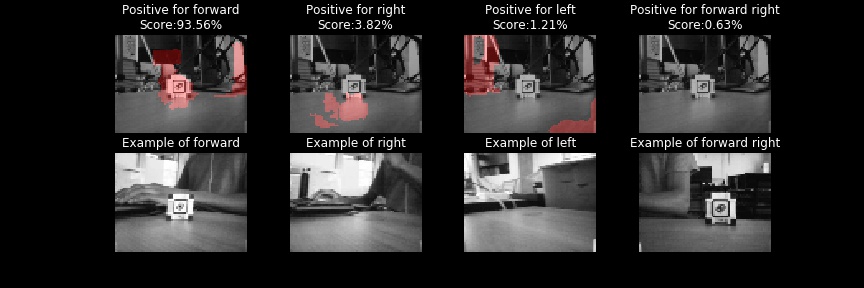 Positive for forward
Score:93.56%
Positive for right
Score:3.82%
Positive for left
Score:1.21%
Positive for forward right
Score:0.63%
Example of forward
Example of right
Example of left
Example of forward right